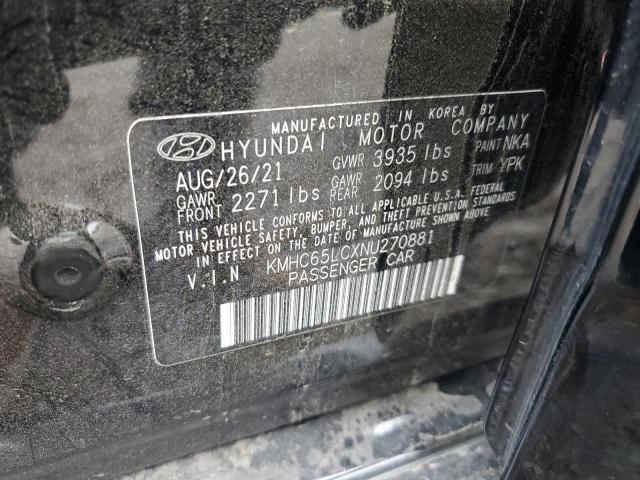 MANUFACTURED IN KOREA BY
HYUNDAI MOTOR COMPANY
AUG/26/21 GVWR 3935 lbs PAINT NKA
GAWR FRONT 2271 lbs GAWR REAR 2094 lbs TRIM YPK
THIS VEHICLE CONFORMS TO ALL APPLICABLE U.S.A. FEDERAL
MOTOR VEHICLE SAFETY, BUMPER, AND THEFT PREVENTION STANDARDS
IN EFFECT ON THE DATE OF MANUFACTURE SHOWN ABOVE.
V.I.N KMHC65LCXNU270881
PASSENGER CAR